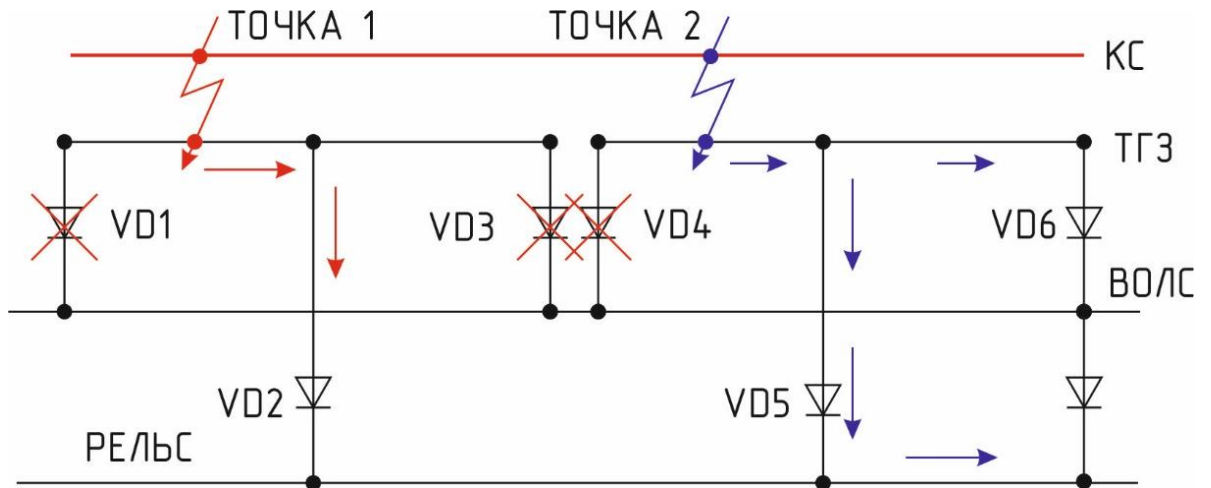 ТОЧКА 1 ТОЧКА 2
КС
ТГЗ
VD1 VD3 VD4 VD6
ВОЛС
VD2 VD5
РЕЛЬС